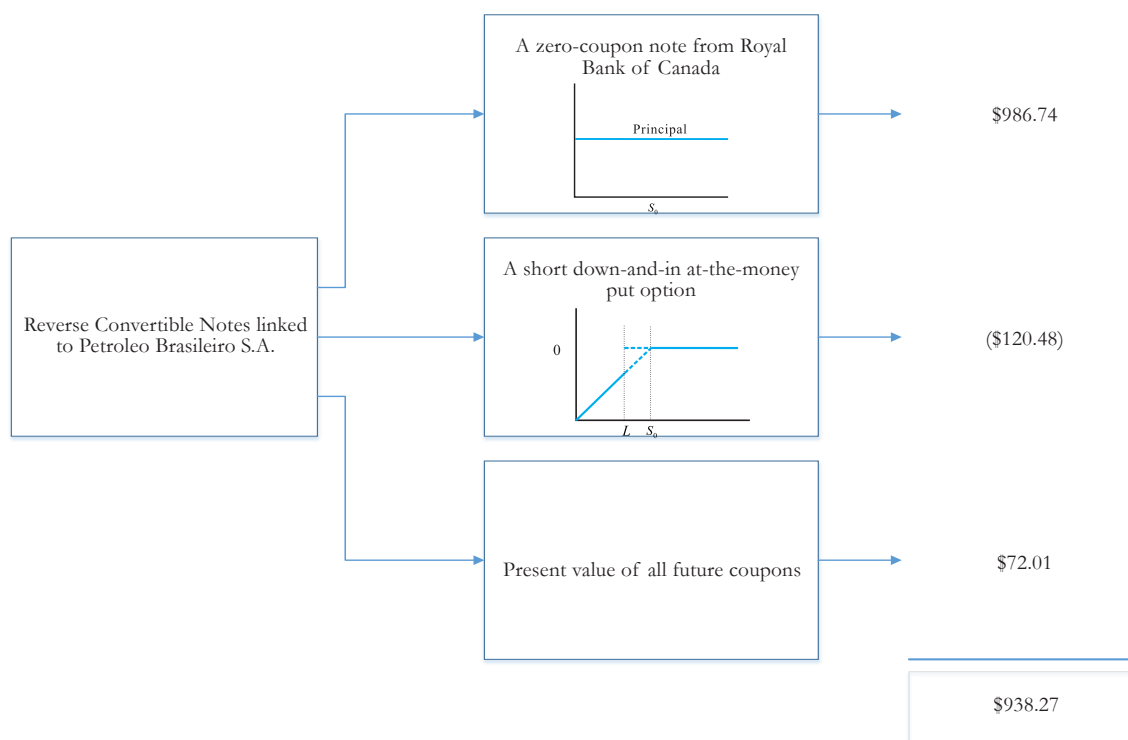 A zero-coupon note from Royal
Bank of Canada
Principal
S₀
$986.74
Reverse Convertible Notes linked
to Petroleo Brasileiro S.A.
A short down-and-in at-the-money
put option
0
L S₀
($120.48)
Present value of all future coupons
$72.01
$938.27